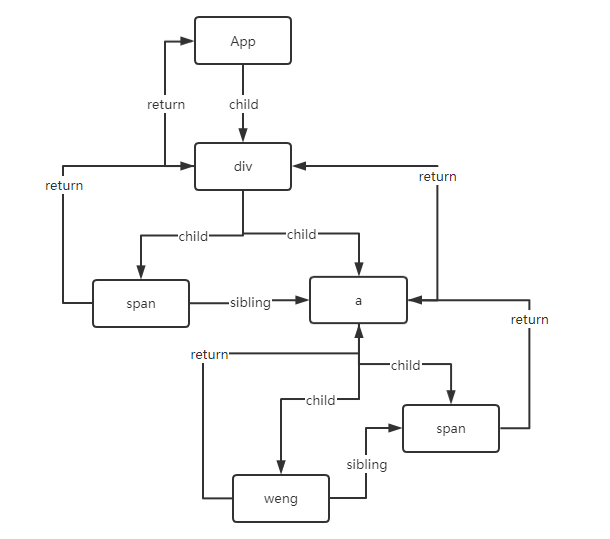 App
return
child
div
return
return
child
child
span
sibling
a
return
return
child
child
span
sibling
weng